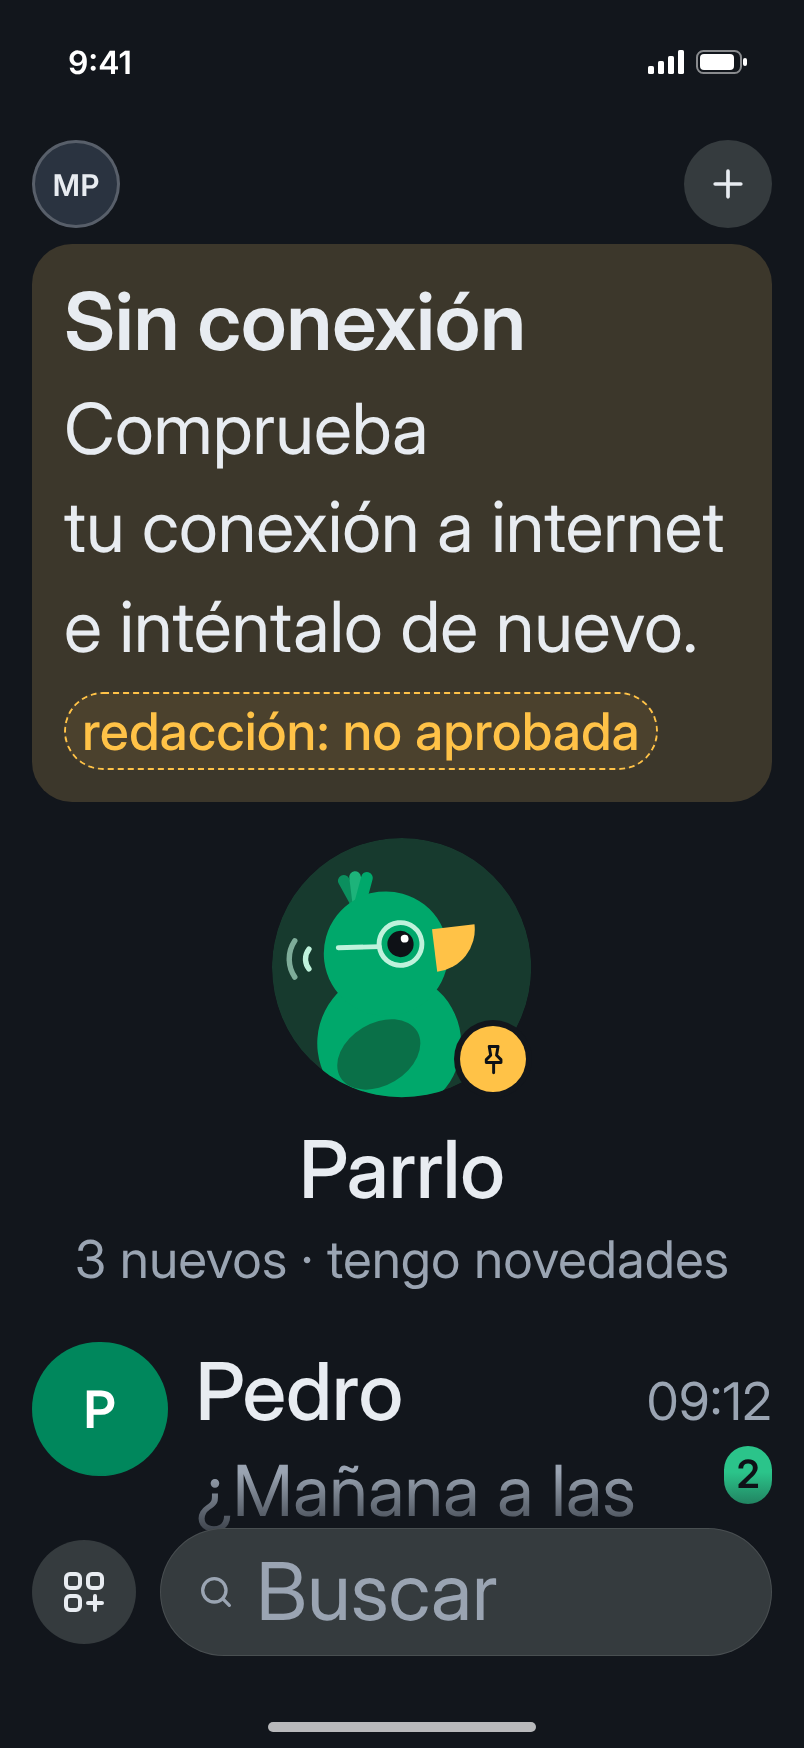 9:41
MP
Sin conexión
Comprueba
tu conexión a internet
e inténtalo de nuevo.
redacción: no aprobada
Parrlo
3 nuevos · tengo novedades
P
Pedro
09:12
¿Mañana a las
2
Buscar